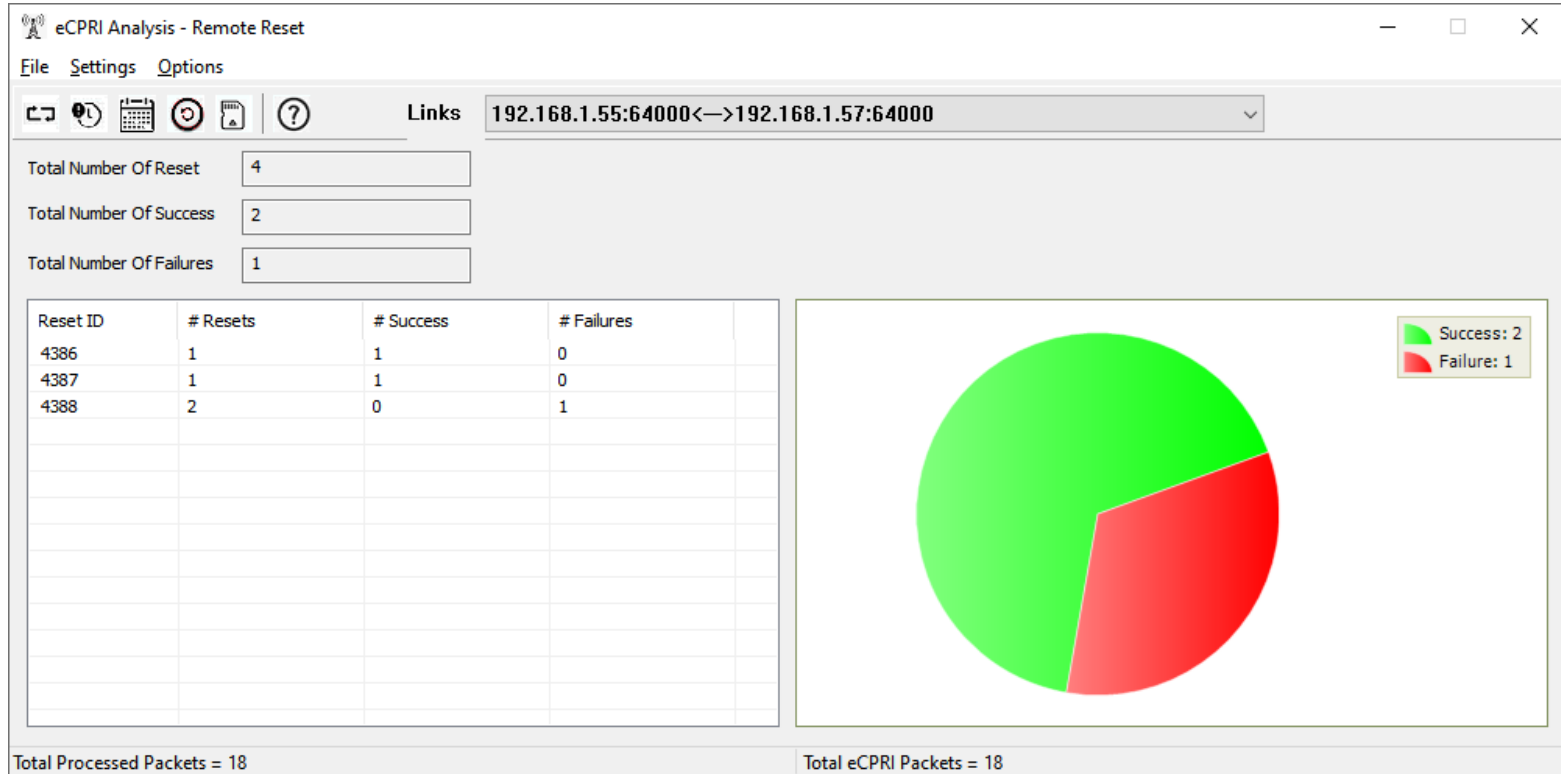 eCPRI Analysis - Remote Reset
File Settings Options
Links 192.168.1.55:64000<—>192.168.1.57:64000
Total Number Of Reset 4
Total Number Of Success 2
Total Number Of Failures 1
Reset ID # Resets # Success # Failures
4386 1 1 0
4387 1 1 0
4388 2 0 1
Success: 2
Failure: 1
Total Processed Packets = 18 Total eCPRI Packets = 18